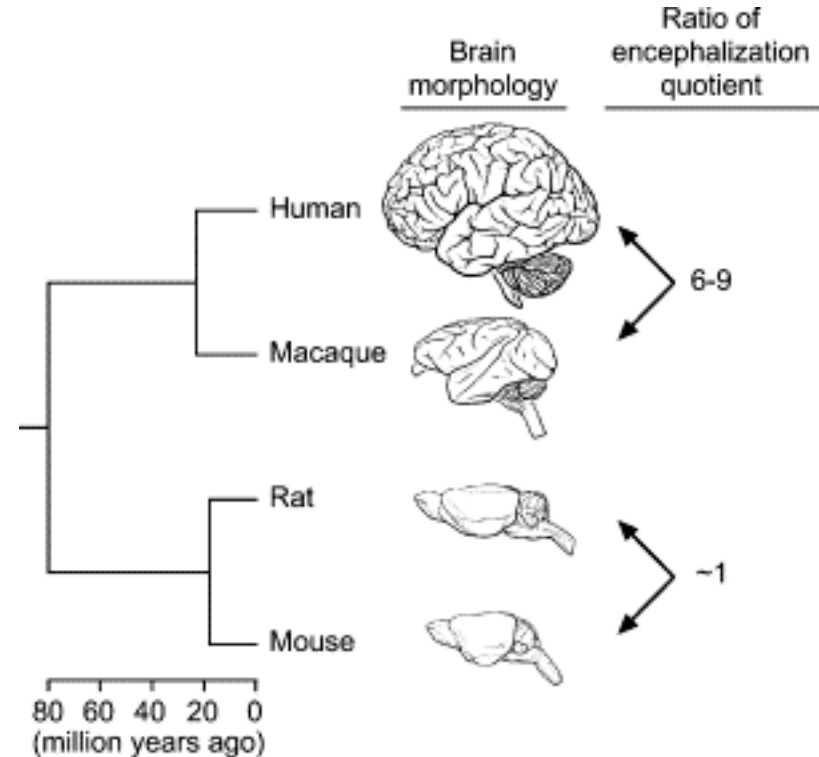 Brain
morphology
Ratio of
encephalization
quotient
Human
6-9
Macaque
Rat
~1
Mouse
80 60 40 20 0
(million years ago)